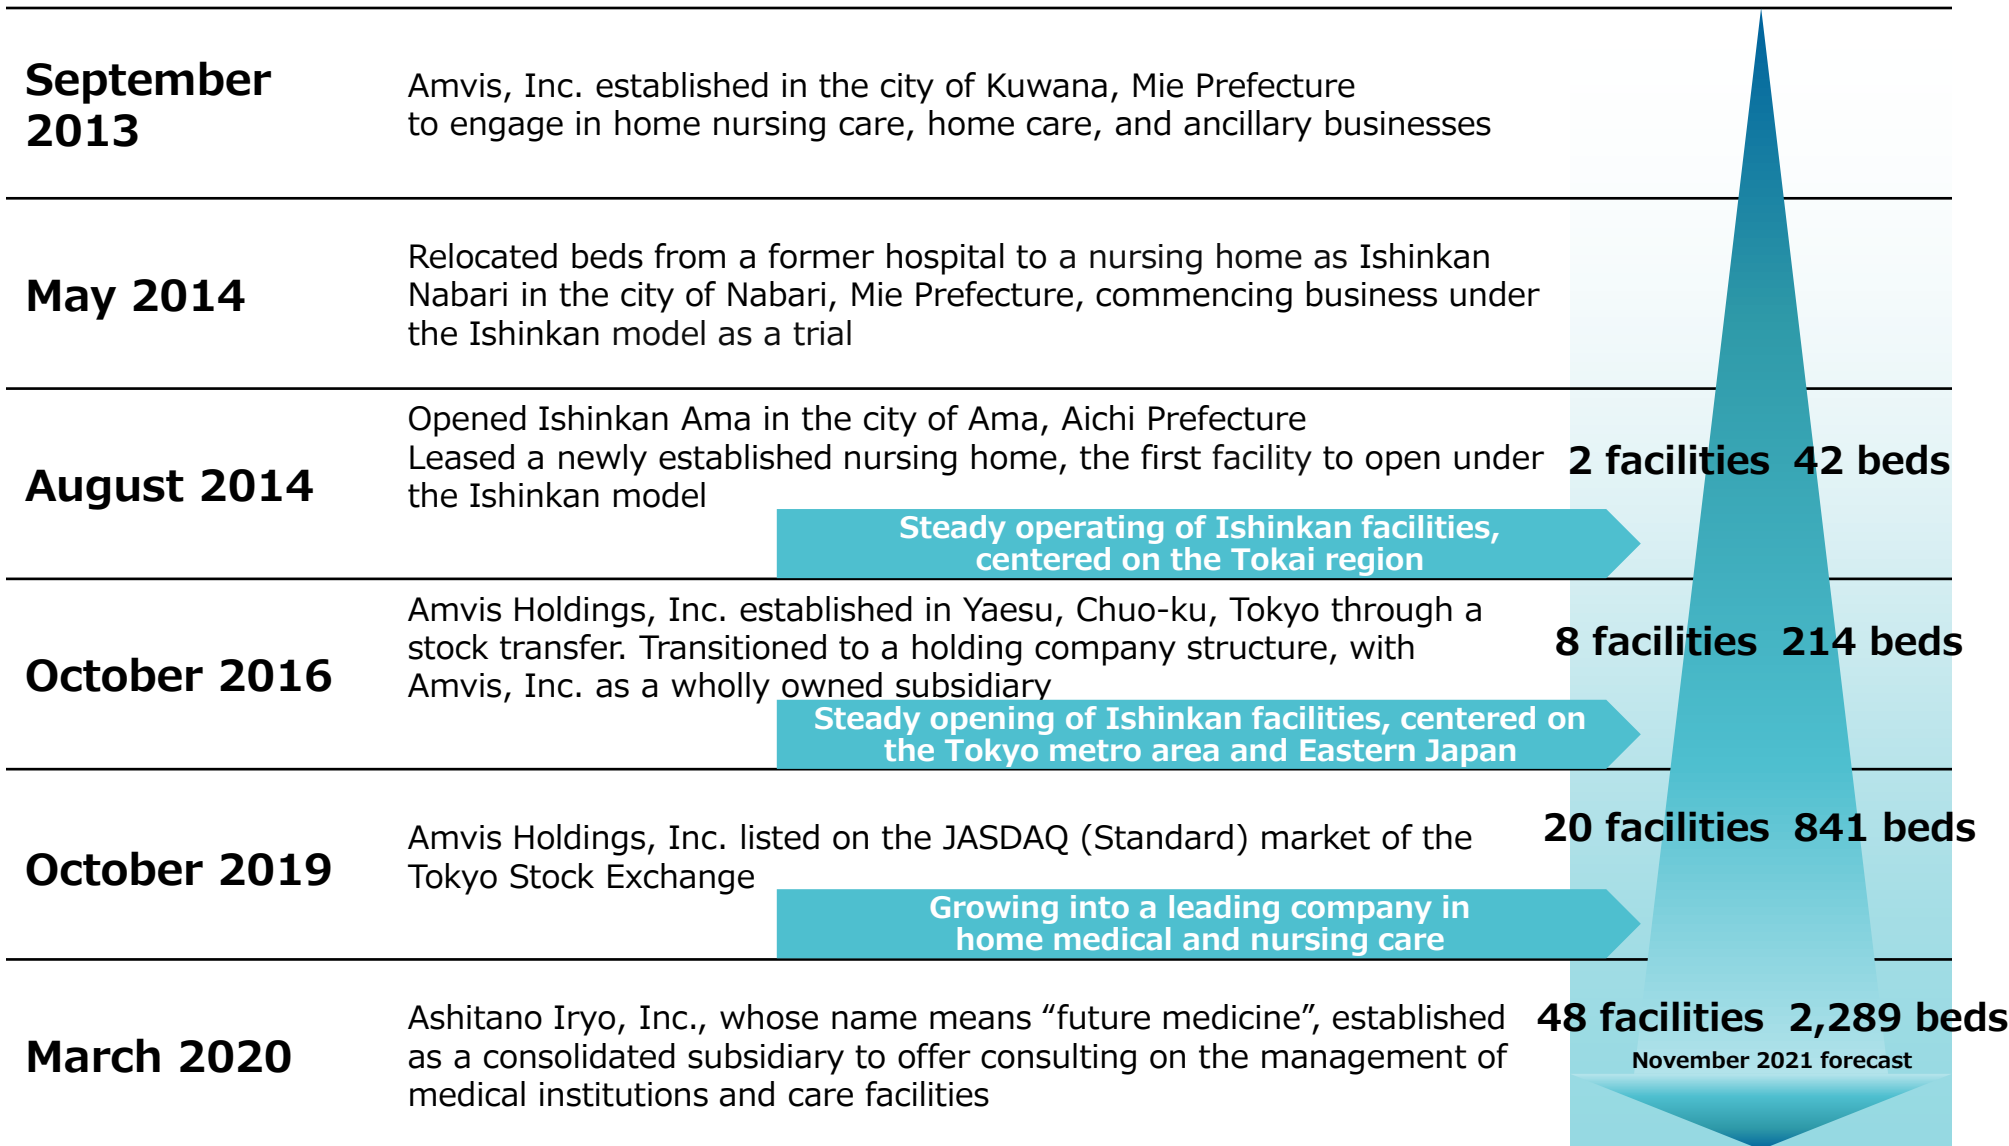 September
2013
Amvis, Inc. established in the city of Kuwana, Mie Prefecture
to engage in home nursing care, home care, and ancillary businesses
May 2014
Relocated beds from a former hospital to a nursing home as Ishinkan
Nabari in the city of Nabari, Mie Prefecture, commencing business under
the Ishinkan model as a trial
August 2014
Opened Ishinkan Ama in the city of Ama, Aichi Prefecture
Leased a newly established nursing home, the first facility to open under
the Ishinkan model
2 facilities 42 beds
Steady operating of Ishinkan facilities,
centered on the Tokai region
October 2016
Amvis Holdings, Inc. established in Yaesu, Chuo-ku, Tokyo through a
stock transfer. Transitioned to a holding company structure, with
Amvis, Inc. as a wholly owned subsidiary
8 facilities 214 beds
Steady opening of Ishinkan facilities, centered on
the Tokyo metro area and Eastern Japan
October 2019
Amvis Holdings, Inc. listed on the JASDAQ (Standard) market of the
Tokyo Stock Exchange
20 facilities 841 beds
Growing into a leading company in
home medical and nursing care
March 2020
Ashitano Iryo, Inc., whose name means “future medicine”, established
as a consolidated subsidiary to offer consulting on the management of
medical institutions and care facilities
48 facilities 2,289 beds
November 2021 forecast